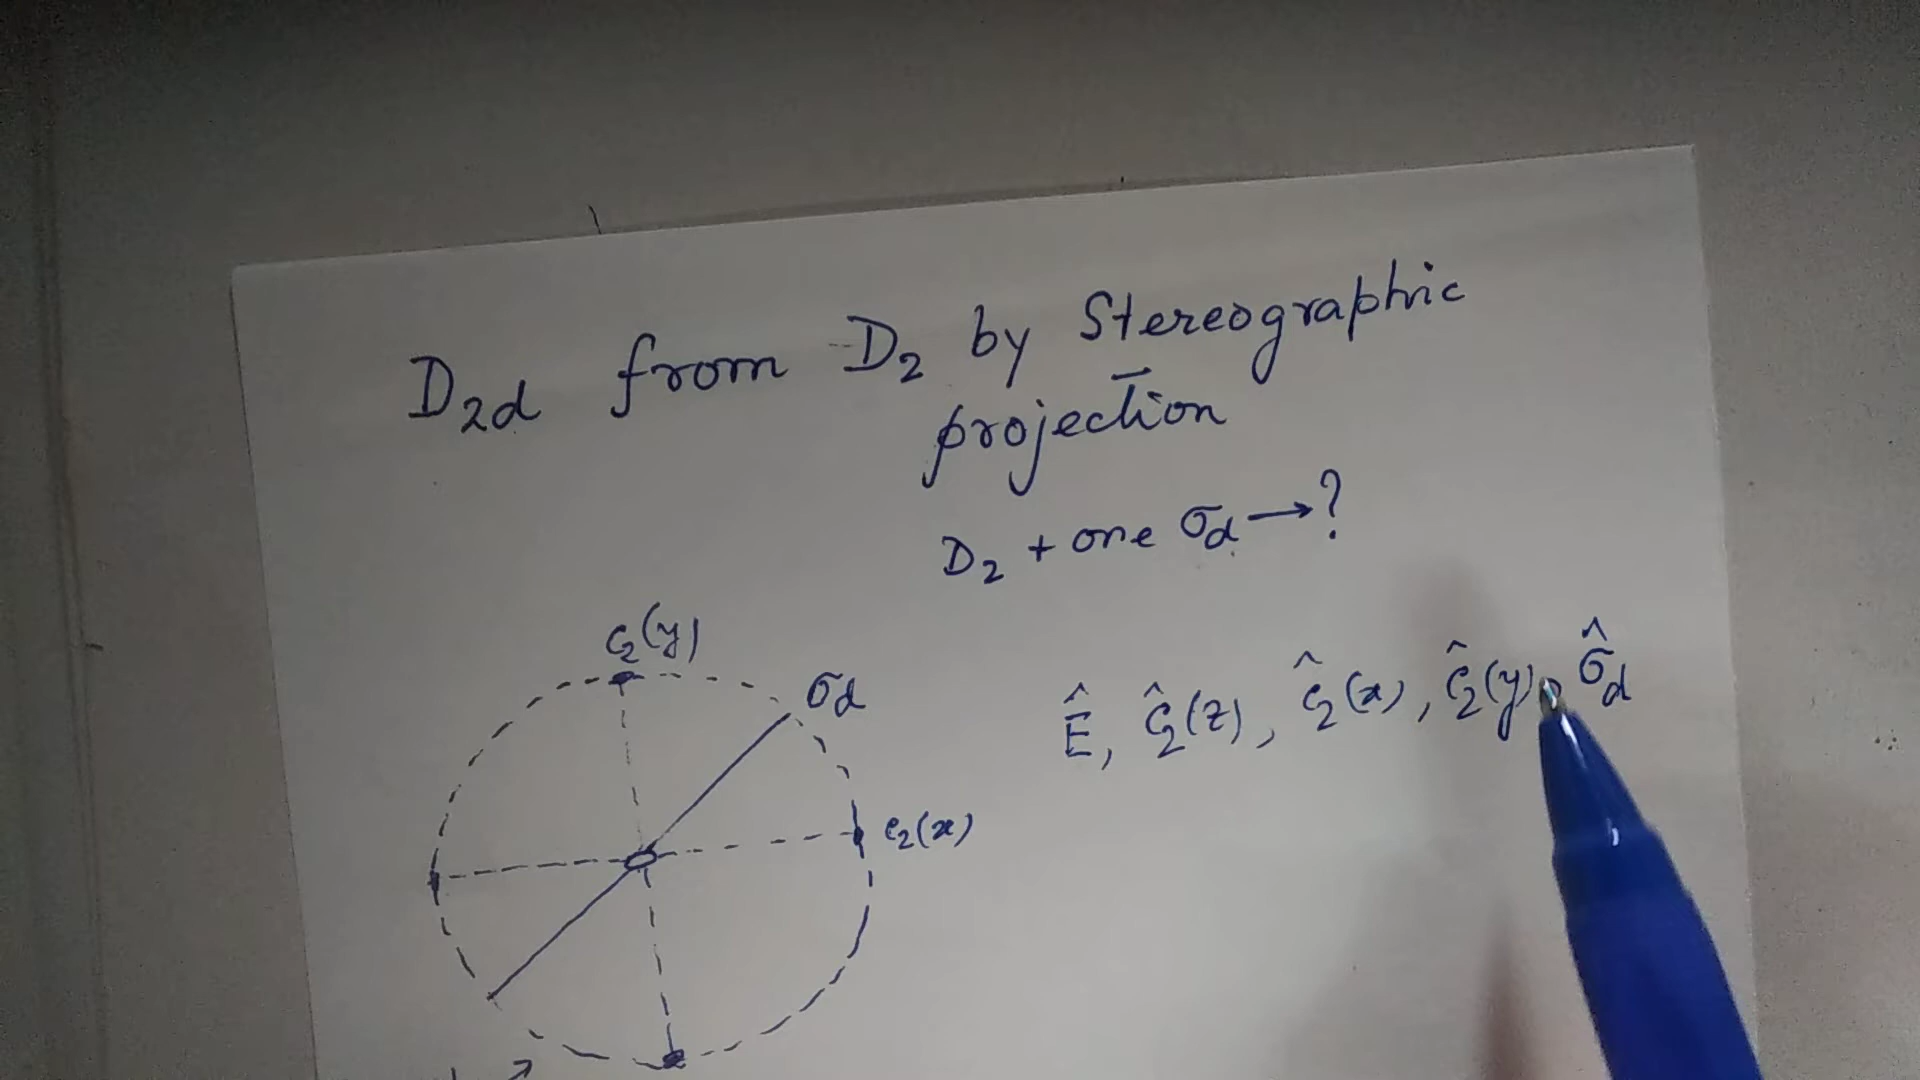 D₂d from D₂ by Stereographic
projection
D₂ + one σd → ?
C₂(y)
σd
Ê, Ĉ₂(z), Ĉ₂(x), Ĉ₂(y), σ̂d
C₂(x)